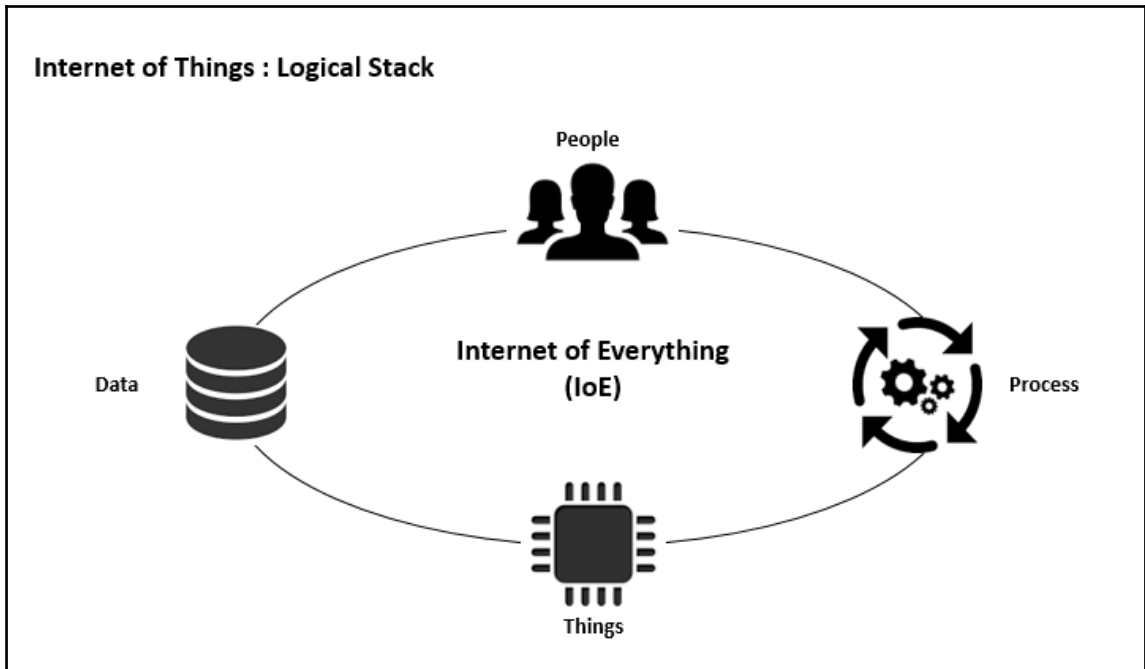 Internet of Things : Logical Stack
People
Internet of Everything
(IoE)
Data
Process
Things